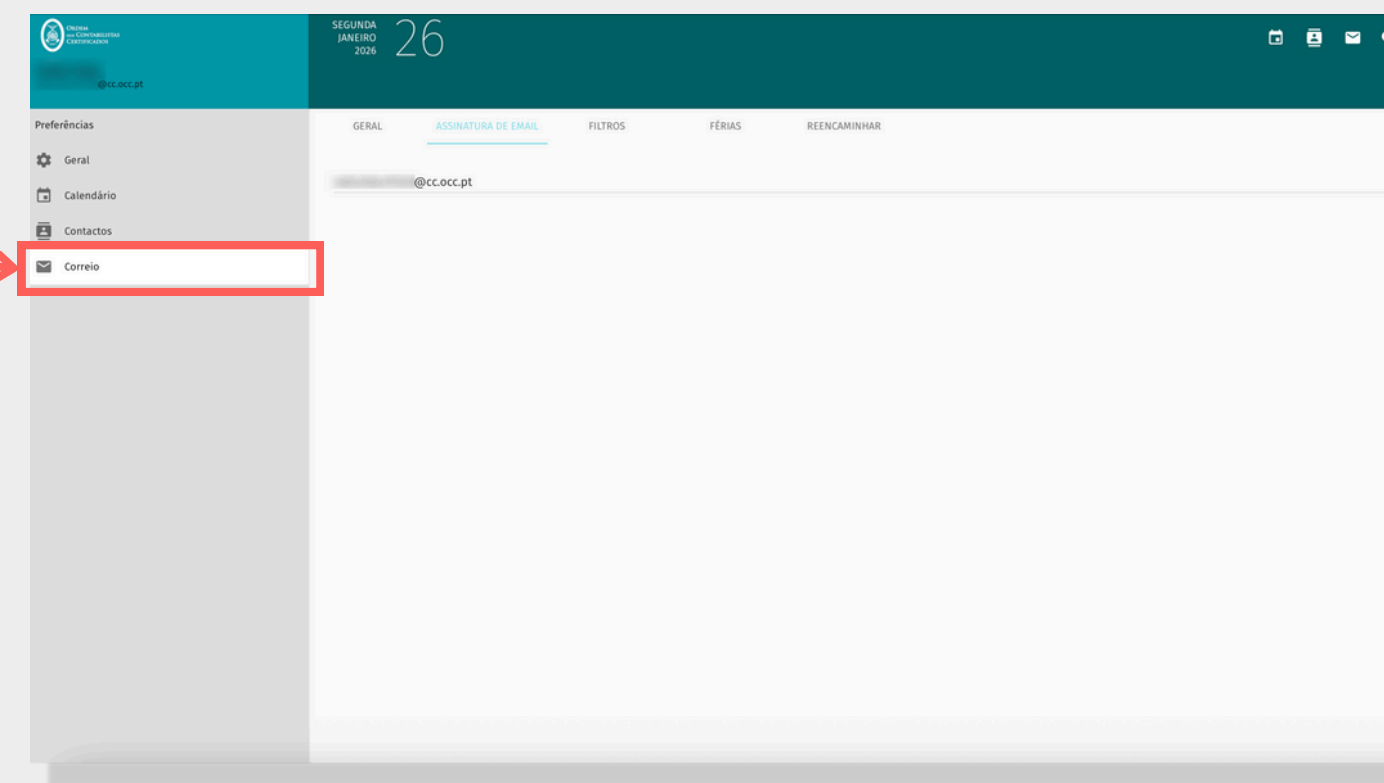 ORDEM
DOS CONTABILISTAS
CERTIFICADOS
@cc.occ.pt
SEGUNDA
JANEIRO
2026
26
Preferências
Geral
Calendário
Contactos
Correio
GERAL ASSINATURA DE EMAIL FILTROS FÉRIAS REENCAMINHAR
@cc.occ.pt